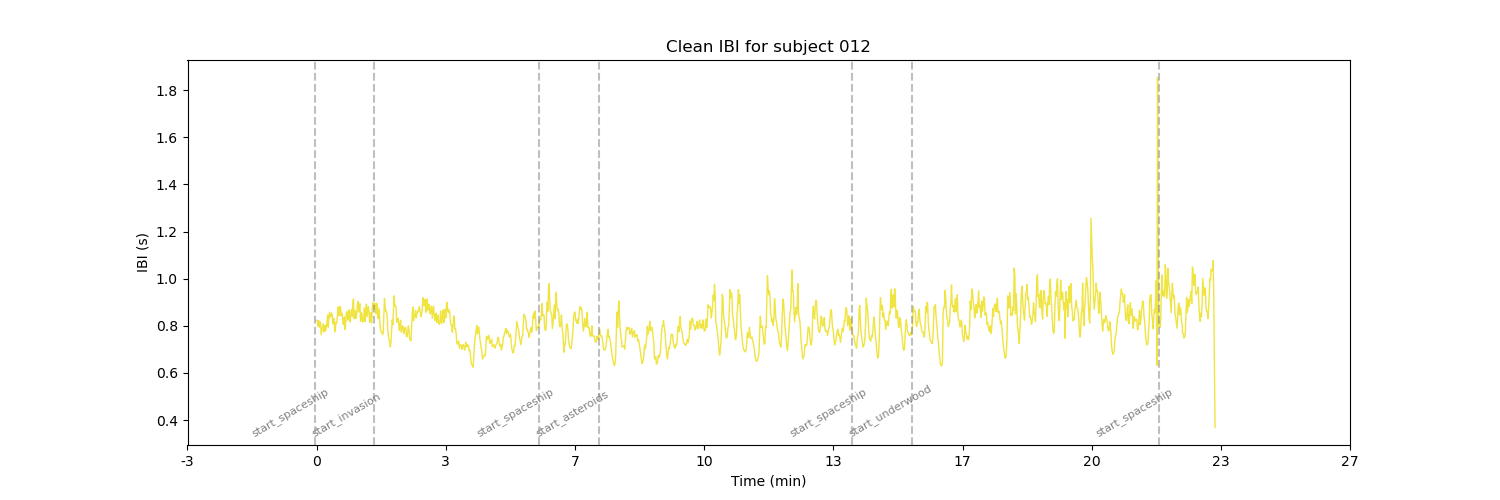 Clean IBI for subject 012
IBI (s)
1.8
1.6
1.4
1.2
1.0
0.8
0.6
0.4
start_spaceship
start_invasion
start_spaceship
start_asteroids
start_spaceship
start_underwood
start_spaceship
-3
0
3
7
10
13
17
20
23
27
Time (min)